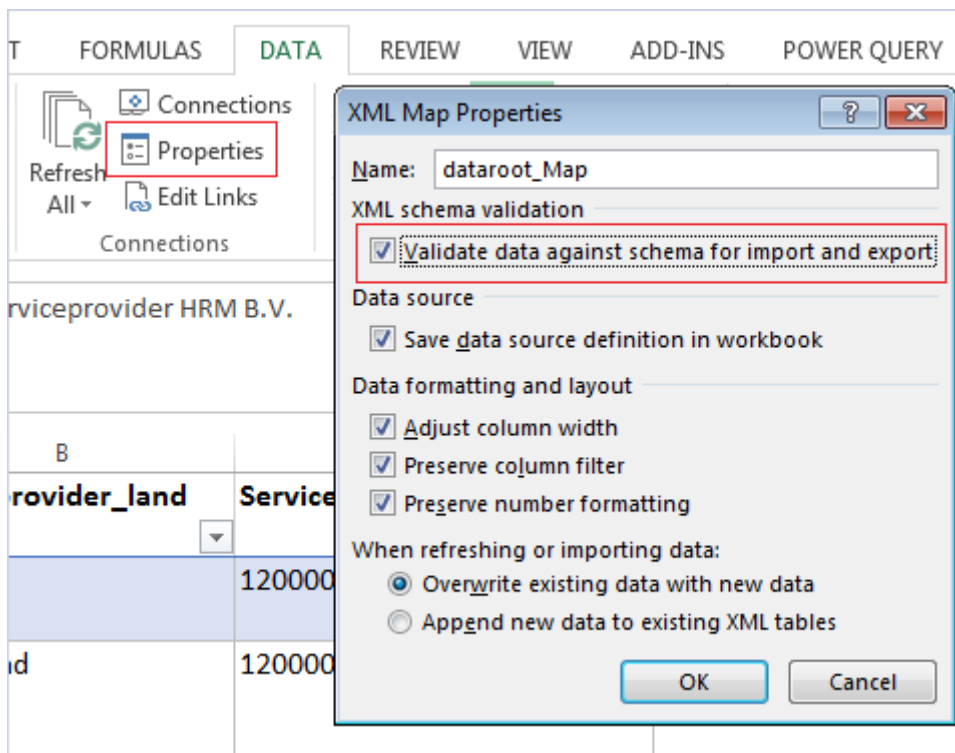 T FORMULAS DATA REVIEW VIEW ADD-INS POWER QUERY
Connections
Properties
Refresh
All
Edit Links
Connections
rviceprovider HRM B.V.
B
rovider_land
Service
120000
nd
120000
XML Map Properties
?
Name: dataroot_Map
XML schema validation
Validate data against schema for import and export
Data source
Save data source definition in workbook
Data formatting and layout
Adjust column width
Preserve column filter
Preserve number formatting
When refreshing or importing data:
Overwrite existing data with new data
Append new data to existing XML tables
OK Cancel